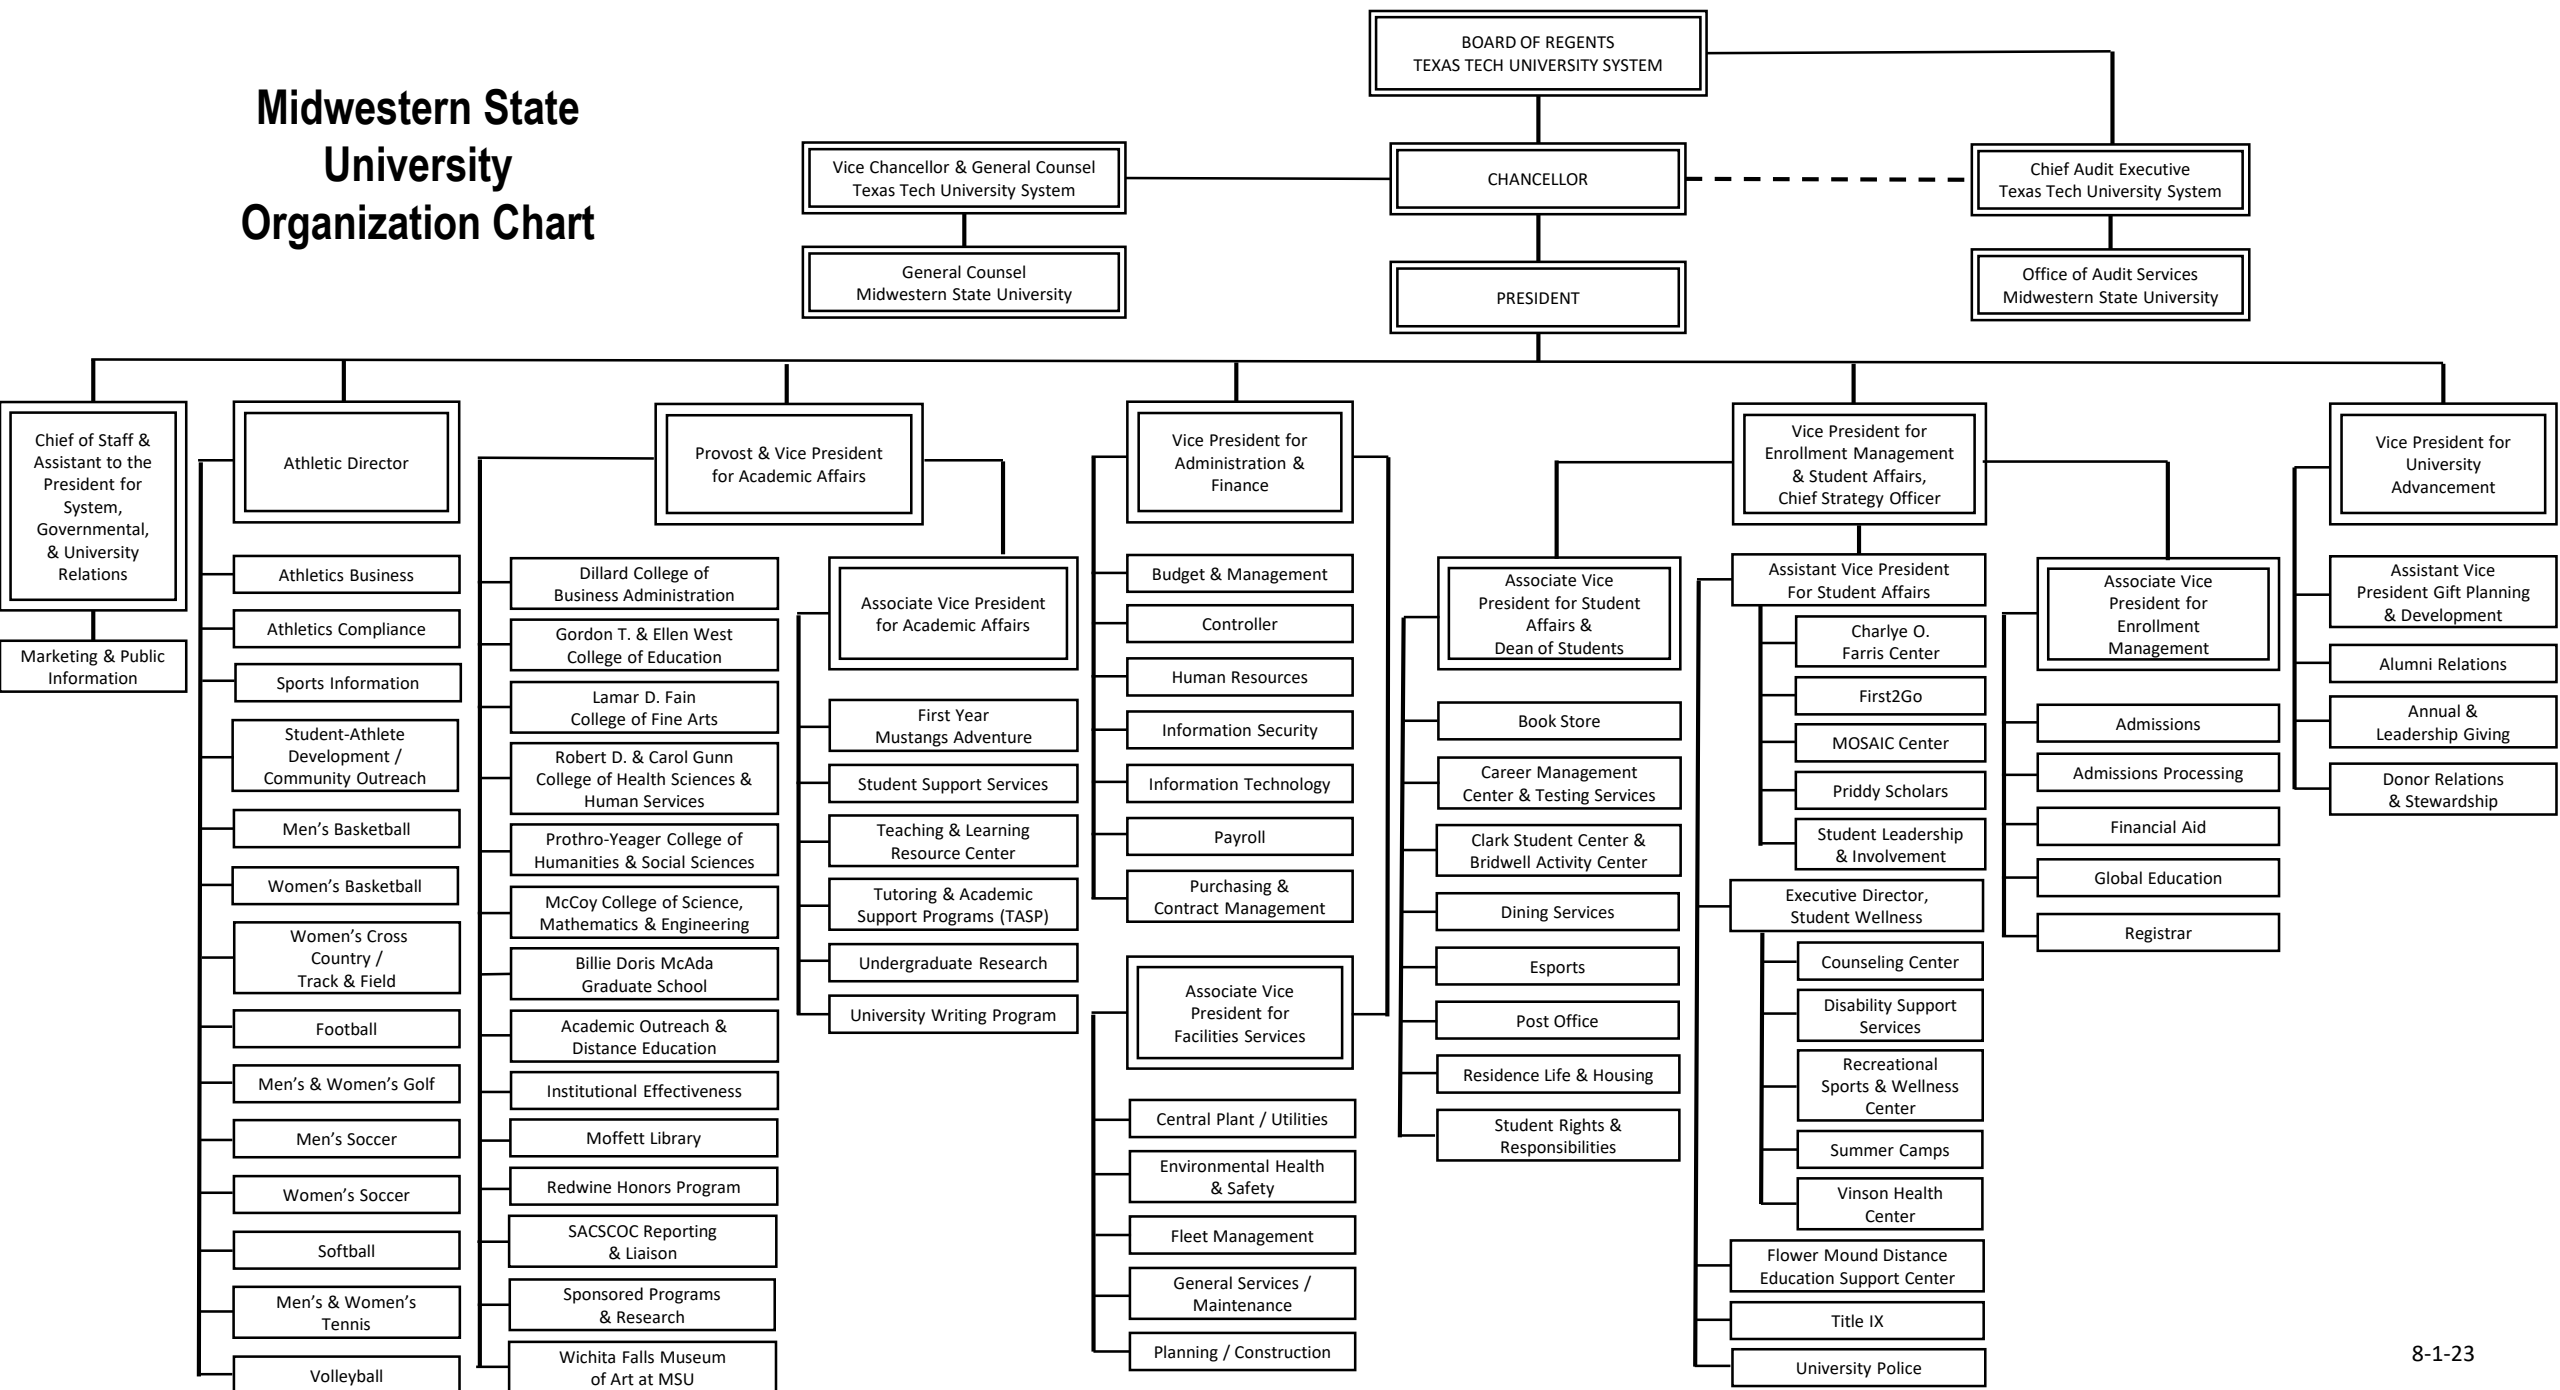 Midwestern State
University
Organization Chart
BOARD OF REGENTS
TEXAS TECH UNIVERSITY SYSTEM
Vice Chancellor & General Counsel
Texas Tech University System
CHANCELLOR
Chief Audit Executive
Texas Tech University System
General Counsel
Midwestern State University
PRESIDENT
Office of Audit Services
Midwestern State University
Chief of Staff &
Assistant to the
President for
System,
Governmental,
& University
Relations
Marketing & Public
Information
Athletic Director
Athletics Business
Athletics Compliance
Sports Information
Student-Athlete
Development /
Community Outreach
Men’s Basketball
Women’s Basketball
Women’s Cross
Country /
Track & Field
Football
Men’s & Women’s Golf
Men’s Soccer
Women’s Soccer
Softball
Men’s & Women’s
Tennis
Volleyball
Provost & Vice President
for Academic Affairs
Dillard College of
Business Administration
Gordon T. & Ellen West
College of Education
Lamar D. Fain
College of Fine Arts
Robert D. & Carol Gunn
College of Health Sciences &
Human Services
Prothro-Yeager College of
Humanities & Social Sciences
McCoy College of Science,
Mathematics & Engineering
Billie Doris McAda
Graduate School
Academic Outreach &
Distance Education
Institutional Effectiveness
Moffett Library
Redwine Honors Program
SACSCOC Reporting
& Liaison
Sponsored Programs
& Research
Wichita Falls Museum
of Art at MSU
Associate Vice President
for Academic Affairs
First Year
Mustangs Adventure
Student Support Services
Teaching & Learning
Resource Center
Tutoring & Academic
Support Programs (TASP)
Undergraduate Research
University Writing Program
Vice President for
Administration &
Finance
Budget & Management
Controller
Human Resources
Information Security
Information Technology
Payroll
Purchasing &
Contract Management
Associate Vice
President for
Facilities Services
Central Plant / Utilities
Environmental Health
& Safety
Fleet Management
General Services /
Maintenance
Planning / Construction
Vice President for
Enrollment Management
& Student Affairs,
Chief Strategy Officer
Associate Vice
President for Student
Affairs &
Dean of Students
Book Store
Career Management
Center & Testing Services
Clark Student Center &
Bridwell Activity Center
Dining Services
Esports
Post Office
Residence Life & Housing
Student Rights &
Responsibilities
Assistant Vice President
For Student Affairs
Charlye O.
Farris Center
First2Go
MOSAIC Center
Priddy Scholars
Student Leadership
& Involvement
Executive Director,
Student Wellness
Counseling Center
Disability Support
Services
Recreational
Sports & Wellness
Center
Summer Camps
Vinson Health
Center
Flower Mound Distance
Education Support Center
Title IX
University Police
Associate Vice
President for
Enrollment
Management
Admissions
Admissions Processing
Financial Aid
Global Education
Registrar
Vice President for
University
Advancement
Assistant Vice
President Gift Planning
& Development
Alumni Relations
Annual &
Leadership Giving
Donor Relations
& Stewardship
8-1-23